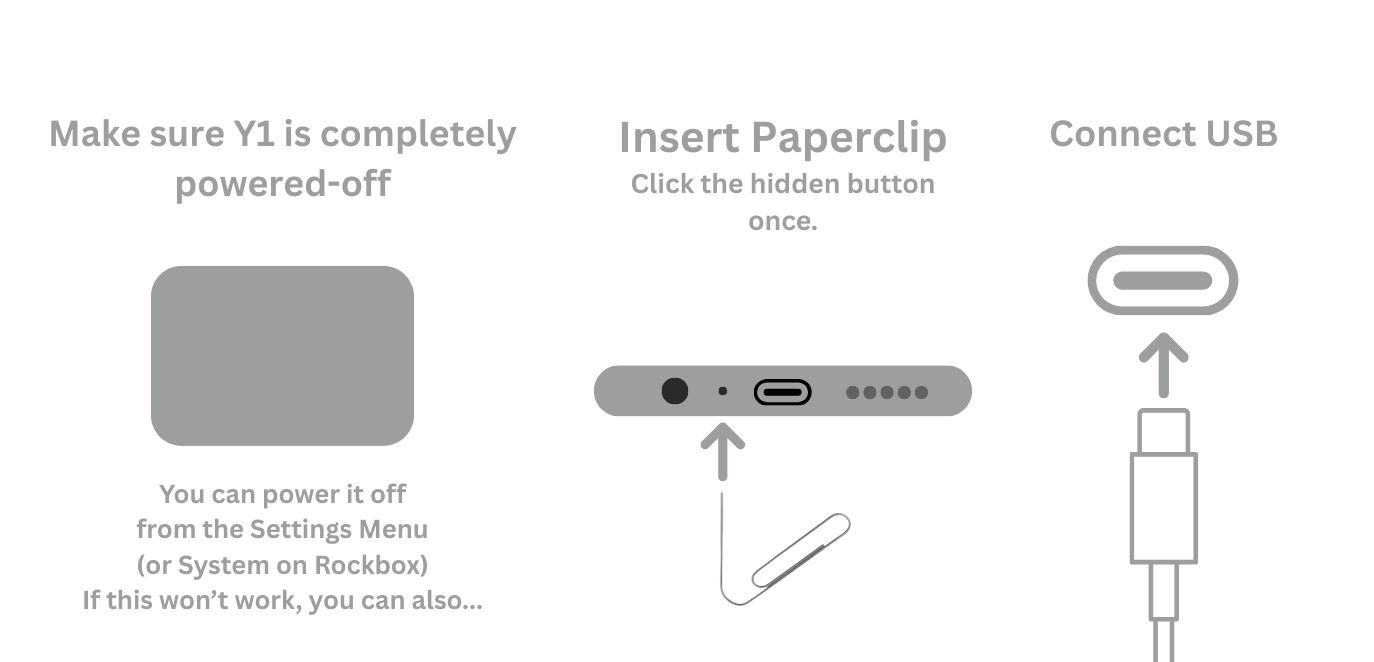 Make sure Y1 is completely
powered-off
You can power it off
from the Settings Menu
(or System on Rockbox)
If this won’t work, you can also...
Insert Paperclip
Click the hidden button
once.
Connect USB